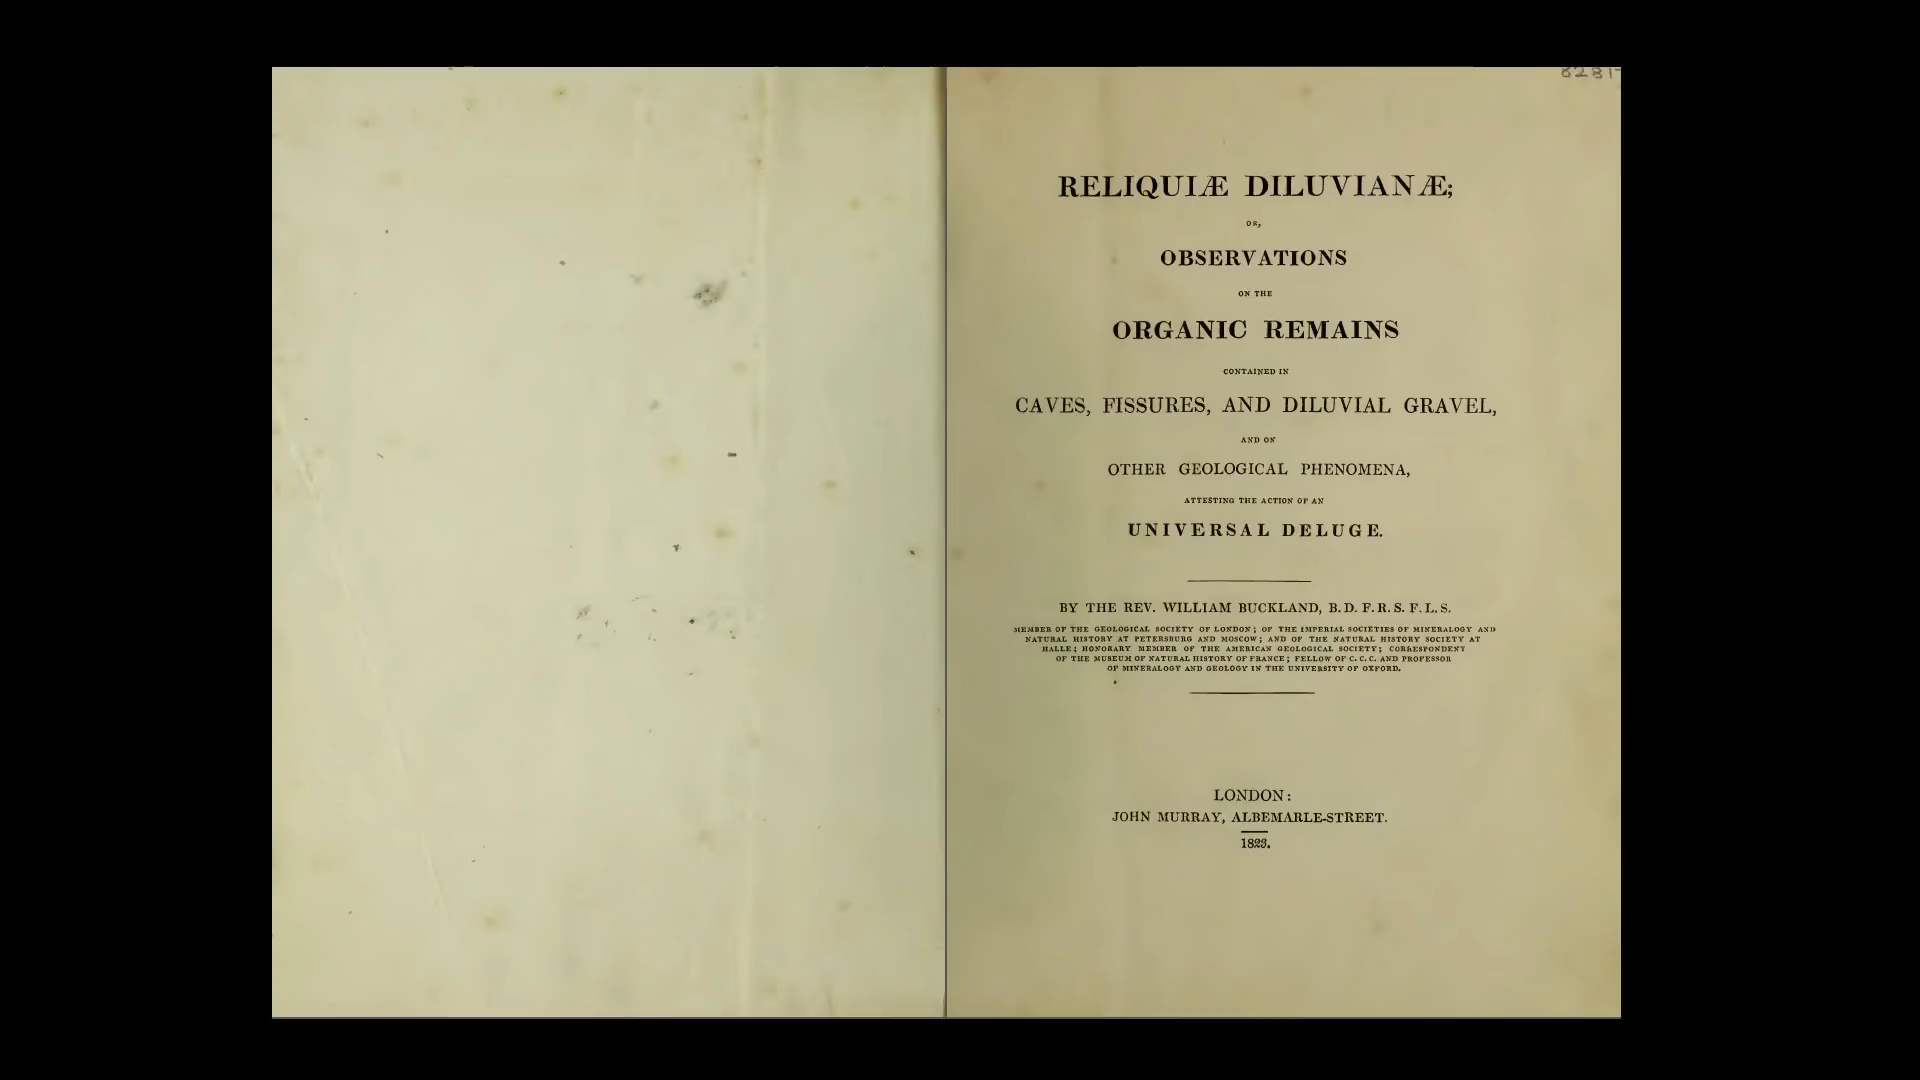 8281
RELIQUIÆ DILUVIANÆ;
OR,
OBSERVATIONS
ON THE
ORGANIC REMAINS
CONTAINED IN
CAVES, FISSURES, AND DILUVIAL GRAVEL,
AND ON
OTHER GEOLOGICAL PHENOMENA,
ATTESTING THE ACTION OF AN
UNIVERSAL DELUGE.
BY THE REV. WILLIAM BUCKLAND, B.D. F.R.S. F.L.S.
MEMBER OF THE GEOLOGICAL SOCIETY OF LONDON; OF THE IMPERIAL SOCIETIES OF MINERALOGY AND
NATURAL HISTORY AT PETERSBURG AND MOSCOW; AND OF THE NATURAL HISTORY SOCIETY AT
HALLE; HONORARY MEMBER OF THE AMERICAN GEOLOGICAL SOCIETY; CORRESPONDENT
OF THE MUSEUM OF NATURAL HISTORY OF FRANCE; FELLOW OF C.C.C. AND PROFESSOR
OF MINERALOGY AND GEOLOGY IN THE UNIVERSITY OF OXFORD.
LONDON:
JOHN MURRAY, ALBEMARLE-STREET.
1823.